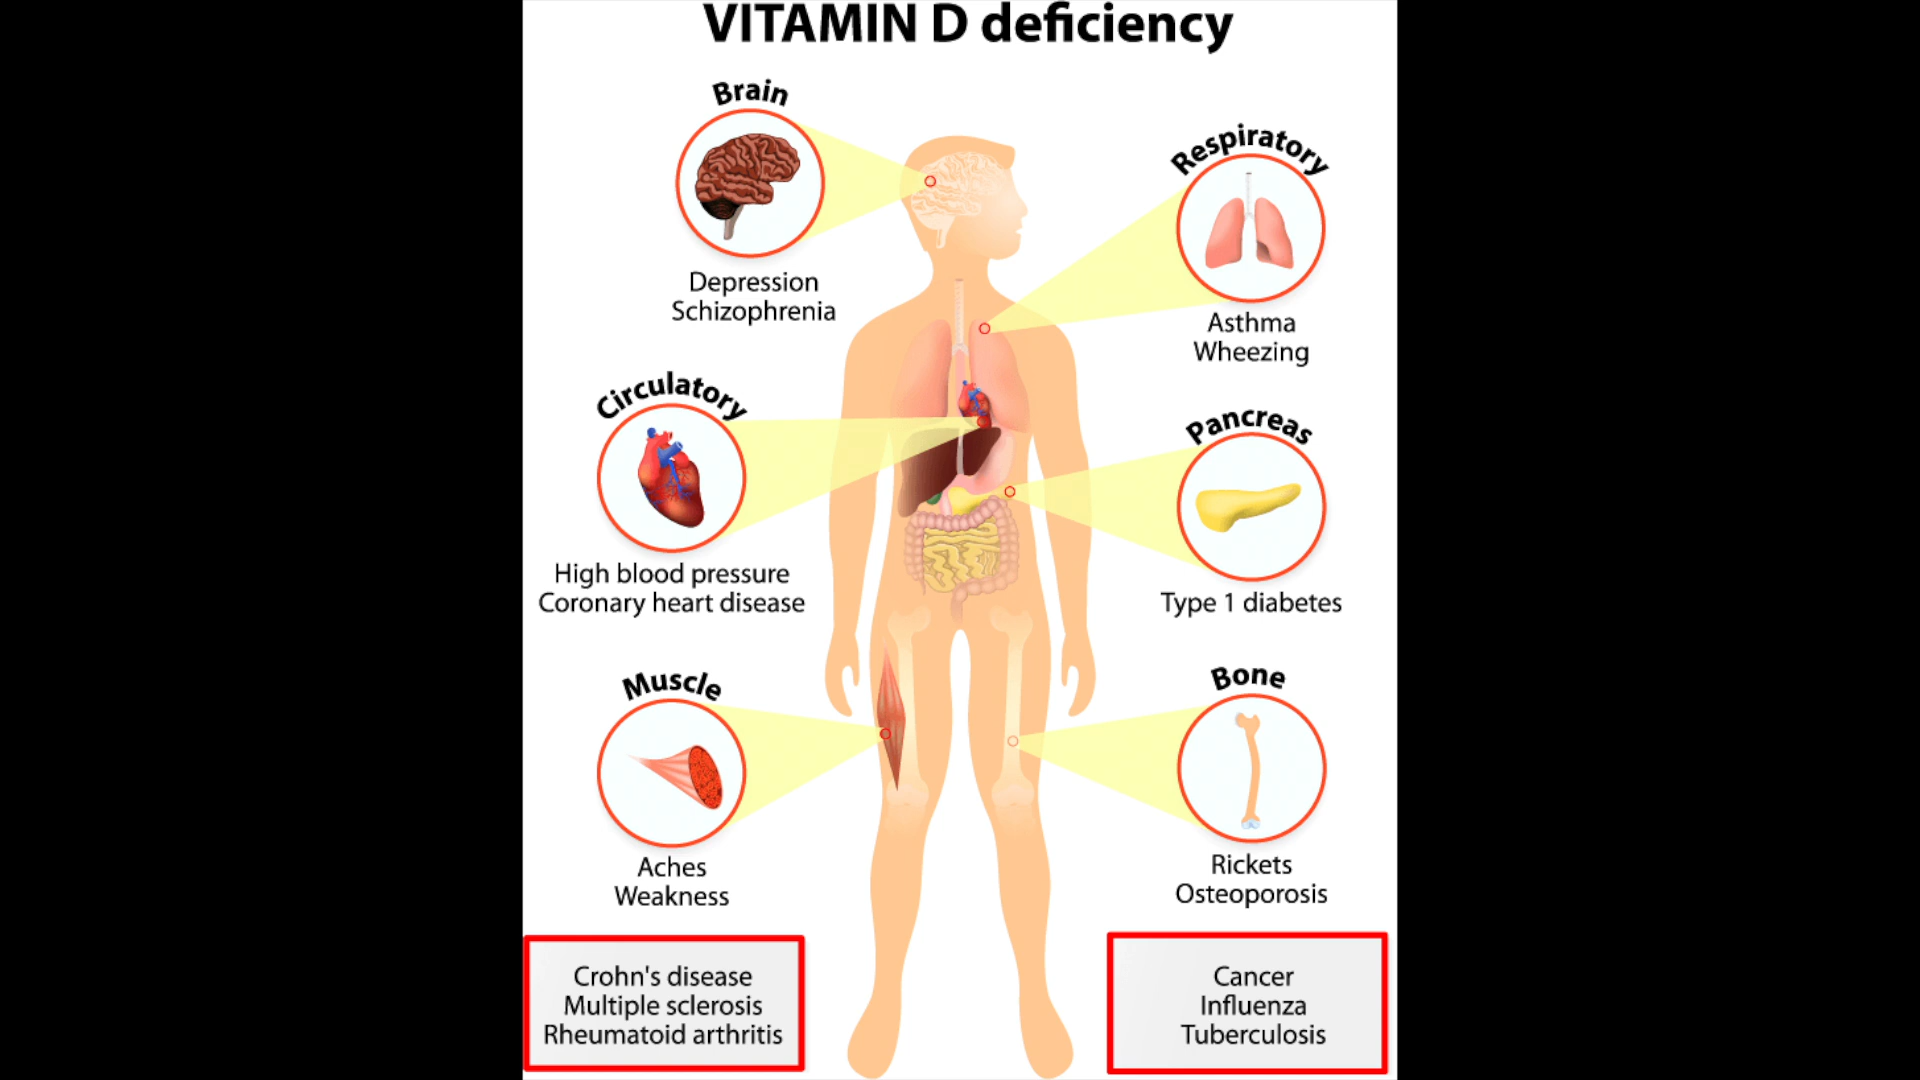 VITAMIN D deficiency
Brain
Depression
Schizophrenia
Respiratory
Asthma
Wheezing
Circulatory
High blood pressure
Coronary heart disease
Pancreas
Type 1 diabetes
Muscle
Aches
Weakness
Bone
Rickets
Osteoporosis
Crohn's disease
Multiple sclerosis
Rheumatoid arthritis
Cancer
Influenza
Tuberculosis